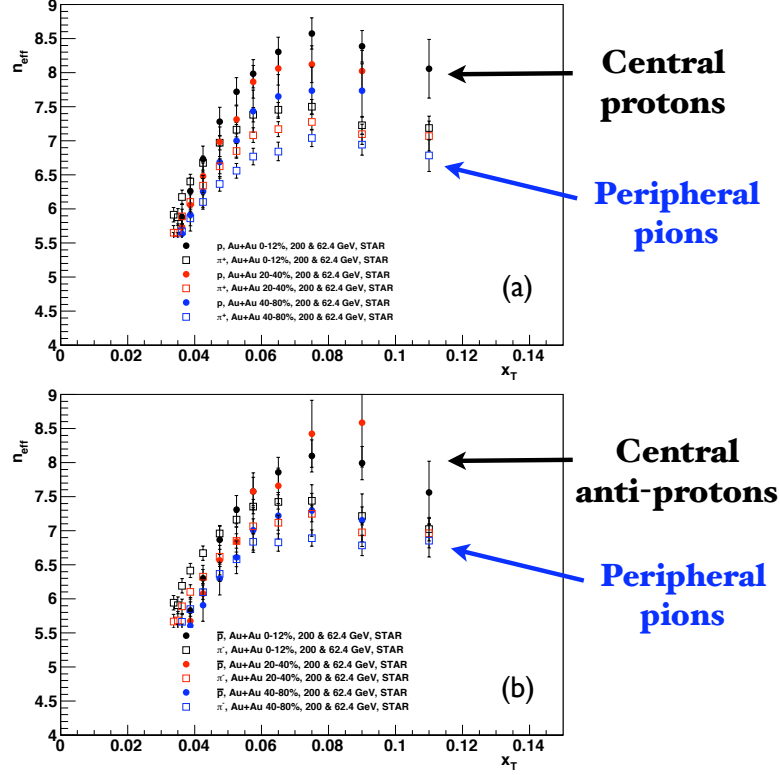 9
8.5
8
7.5
7
6.5
6
5.5
5
4.5
4
n_eff
p, Au+Au 0-12%, 200 & 62.4 GeV, STAR
π⁺, Au+Au 0-12%, 200 & 62.4 GeV, STAR
p, Au+Au 20-40%, 200 & 62.4 GeV, STAR
π⁺, Au+Au 20-40%, 200 & 62.4 GeV, STAR
p, Au+Au 40-80%, 200 & 62.4 GeV, STAR
π⁺, Au+Au 40-80%, 200 & 62.4 GeV, STAR
(a)
0 0.02 0.04 0.06 0.08 0.1 0.12 0.14
x_T
Central
protons
Peripheral
pions
9
8.5
8
7.5
7
6.5
6
5.5
5
4.5
4
n_eff
p̅, Au+Au 0-12%, 200 & 62.4 GeV, STAR
π⁻, Au+Au 0-12%, 200 & 62.4 GeV, STAR
p̅, Au+Au 20-40%, 200 & 62.4 GeV, STAR
π⁻, Au+Au 20-40%, 200 & 62.4 GeV, STAR
p̅, Au+Au 40-80%, 200 & 62.4 GeV, STAR
π⁻, Au+Au 40-80%, 200 & 62.4 GeV, STAR
(b)
0 0.02 0.04 0.06 0.08 0.1 0.12 0.14
x_T
Central
anti-protons
Peripheral
pions